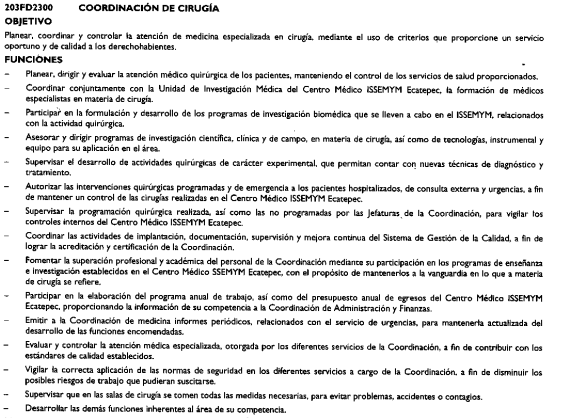 203FD2300 COORDINACIÓN DE CIRUGÍA
OBJETIVO
Planear, coordinar y controlar la atención de medicina especializada en cirugía, mediante el uso de criterios que proporcione un servicio
oportuno y de calidad a los derechohabientes.
FUNCIONES
– Planear, dirigir y evaluar la atención médico quirúrgica de los pacientes, manteniendo el control de los servicios de salud proporcionados.
– Coordinar conjuntamente con la Unidad de Investigación Médica del Centro Médico ISSEMYM Ecatepec, la formación de médicos
especialistas en materia de cirugía.
– Participar en la formulación y desarrollo de los programas de investigación biomédica que se lleven a cabo en el ISSEMYM, relacionados
con la actividad quirúrgica.
– Asesorar y dirigir programas de investigación científica, clínica y de campo, en materia de cirugía, así como de tecnologías, instrumental y
equipo para su aplicación en el área.
– Supervisar el desarrollo de actividades quirúrgicas de carácter experimental, que permitan contar con nuevas técnicas de diagnóstico y
tratamiento.
– Autorizar las intervenciones quirúrgicas programadas y de emergencia a los pacientes hospitalizados, de consulta externa y urgencias, a fin
de mantener un control de las cirugías realizadas en el Centro Médico ISSEMYM Ecatepec.
– Supervisar la programación quirúrgica realizada, así como las no programadas por las Jefaturas de la Coordinación, para vigilar los
controles internos del Centro Médico ISSEMYM Ecatepec.
– Coordinar las actividades de implantación, documentación, supervisión y mejora continua del Sistema de Gestión de la Calidad, a fin de
lograr la acreditación y certificación de la Coordinación.
– Fomentar la superación profesional y académica del personal de la Coordinación mediante su participación en los programas de enseñanza
e investigación establecidos en el Centro Médico SSEMYM Ecatepec, con el propósito de mantenerlos a la vanguardia en lo que a materia
de cirugía se refiere.
– Participar en la elaboración del programa anual de trabajo, así como del presupuesto anual de egresos del Centro Médico ISSEMYM
Ecatepec, proporcionando la información de su competencia a la Coordinación de Administración y Finanzas.
– Emitir a la Coordinación de medicina informes periódicos, relacionados con el servicio de urgencias, para mantenerla actualizada del
desarrollo de las funciones encomendadas.
– Evaluar y controlar la atención médica especializada, otorgada por los diferentes servicios de la Coordinación, a fin de contribuir con los
estándares de calidad establecidos.
– Vigilar la correcta aplicación de las normas de seguridad en los diferentes servicios a cargo de la Coordinación, a fin de disminuir los
posibles riesgos de trabajo que pudieran suscitarse.
– Supervisar que en las salas de cirugía se tomen todas las medidas necesarias, para evitar problemas, accidentes o contagios.
– Desarrollar las demás funciones inherentes al área de su competencia.